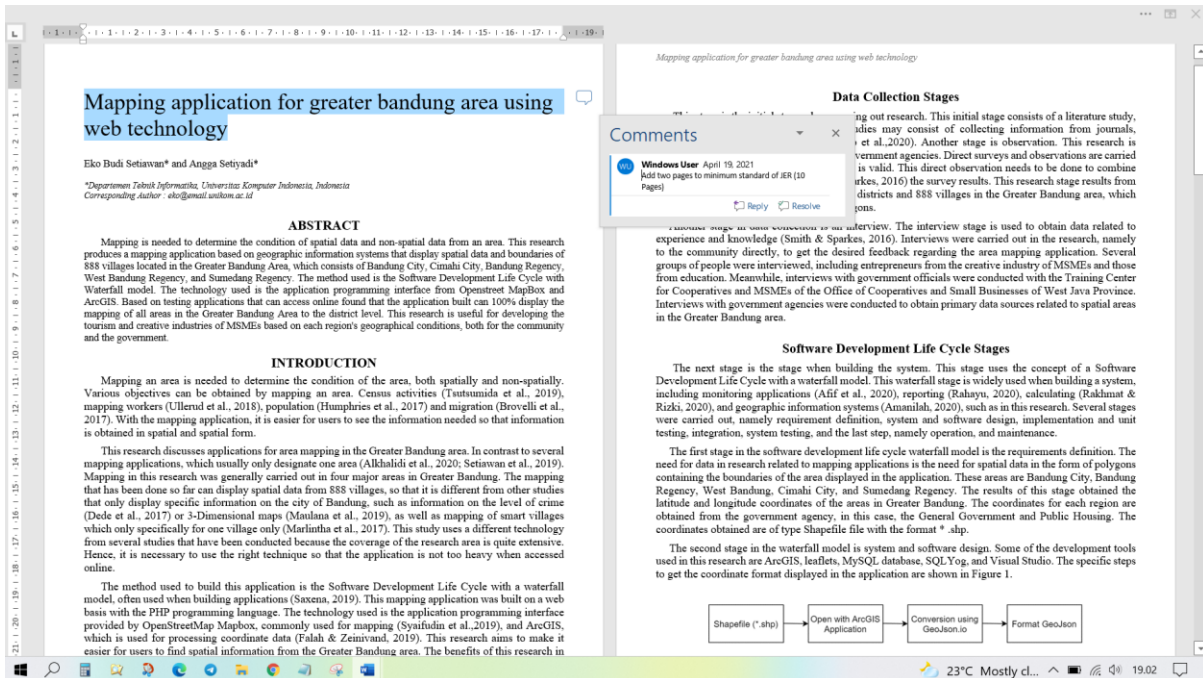 Mapping application for greater bandung area using
web technology
Eko Budi Setiawan* and Angga Setiyadi*
*Departemen Teknik Informatika, Universitas Komputer Indonesia, Indonesia
Corresponding Author : eko@email.unikom.ac.id
ABSTRACT
Mapping is needed to determine the condition of spatial data and non-spatial data from an area. This research
produces a mapping application based on geographic information systems that display spatial data and boundaries of
888 villages located in the Greater Bandung Area, which consists of Bandung City, Cimahi City, Bandung Regency,
West Bandung Regency, and Sumedang Regency. The method used is the Software Development Life Cycle with
Waterfall model. The technology used is the application programming interface from Openstreet MapBox and
ArcGIS. Based on testing applications that can access online found that the application built can 100% display the
mapping of all areas in the Greater Bandung Area to the district level. This research is useful for developing the
tourism and creative industries of MSMEs based on each region's geographical conditions, both for the community
and the government.
INTRODUCTION
Mapping an area is needed to determine the condition of the area, both spatially and non-spatially.
Various objectives can be obtained by mapping an area. Census activities (Tsutsumida et al., 2019),
mapping workers (Ullerud et al., 2018), population (Humphries et al., 2017) and migration (Brovelli et al.,
2017). With the mapping application, it is easier for users to see the information needed so that information
is obtained in spatial and spatial form.
This research discusses applications for area mapping in the Greater Bandung area. In contrast to several
mapping applications, which usually only designate one area (Alkhalidi et al., 2020; Setiawan et al., 2019).
Mapping in this research was generally carried out in four major areas in Greater Bandung. The mapping
that has been done so far can display spatial data from 888 villages, so that it is different from other studies
that only display specific information on the city of Bandung, such as information on the level of crime
(Dede et al., 2017) or 3-Dimensional maps (Maulana et al., 2019), as well as mapping of smart villages
which only specifically for one village only (Marlintha et al., 2017). This study uses a different technology
from several studies that have been conducted because the coverage of the research area is quite extensive.
Hence, it is necessary to use the right technique so that the application is not too heavy when accessed
online.
The method used to build this application is the Software Development Life Cycle with a waterfall
model, often used when building applications (Saxena, 2019). This mapping application was built on a web
basis with the PHP programming language. The technology used is the application programming interface
provided by OpenStreetMap Mapbox, commonly used for mapping (Syaifudin et al.,2019), and ArcGIS,
which is used for processing coordinate data (Falah & Zeinivand, 2019). This research aims to make it
easier for users to find spatial information from the Greater Bandung area. The benefits of this research in
Mapping application for greater bandung area using web technology
Data Collection Stages
ing out research. This initial stage consists of a literature study,
dies may consist of collecting information from journals,
et al.,2020). Another stage is observation. This research is
vernment agencies. Direct surveys and observations are carried
is valid. This direct observation needs to be done to combine
arkes, 2016) the survey results. This research stage results from
districts and 888 villages in the Greater Bandung area, which
gons.
Comments
Windows User April 19, 2021
Add two pages to minimum standard of JER (10
Pages)
Reply Resolve
Another stage in data collection is an interview. The interview stage is used to obtain data related to
experience and knowledge (Smith & Sparkes, 2016). Interviews were carried out in the research, namely
to the community directly, to get the desired feedback regarding the area mapping application. Several
groups of people were interviewed, including entrepreneurs from the creative industry of MSMEs and those
from education. Meanwhile, interviews with government officials were conducted with the Training Center
for Cooperatives and MSMEs of the Office of Cooperatives and Small Businesses of West Java Province.
Interviews with government agencies were conducted to obtain primary data sources related to spatial areas
in the Greater Bandung area.
Software Development Life Cycle Stages
The next stage is the stage when building the system. This stage uses the concept of a Software
Development Life Cycle with a waterfall model. This waterfall stage is widely used when building a system,
including monitoring applications (Afif et al., 2020), reporting (Rahayu, 2020), calculating (Rakhmat &
Rizki, 2020), and geographic information systems (Amanilah, 2020), such as in this research. Several stages
were carried out, namely requirement definition, system and software design, implementation and unit
testing, integration, system testing, and the last step, namely operation, and maintenance.
The first stage in the software development life cycle waterfall model is the requirements definition. The
need for data in research related to mapping applications is the need for spatial data in the form of polygons
containing the boundaries of the area displayed in the application. These areas are Bandung City, Bandung
Regency, West Bandung, Cimahi City, and Sumedang Regency. The results of this stage obtained the
latitude and longitude coordinates of the areas in Greater Bandung. The coordinates for each region are
obtained from the government agency, in this case, the General Government and Public Housing. The
coordinates obtained are of type Shapefile file with the format * .shp.
The second stage in the waterfall model is system and software design. Some of the development tools
used in this research are ArcGIS, leaflets, MySQL database, SQLYog, and Visual Studio. The specific steps
to get the coordinate format displayed in the application are shown in Figure 1.
Shapefile (*.shp)
Open with ArcGIS
Application
Conversion using
GeoJson.io
Format GeoJson
23°C Mostly cl... 19.02